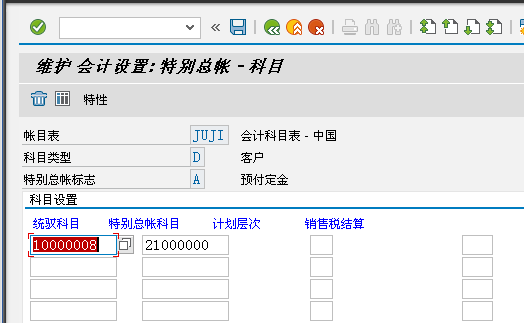 维护 会计设置:特别总帐 - 科目
特性
帐目表 JUJI 会计科目表 - 中国
科目类型 D 客户
特别总帐标志 A 预付定金
科目设置
统驭科目 特别总帐科目 计划层次 销售税结算
10000008 21000000